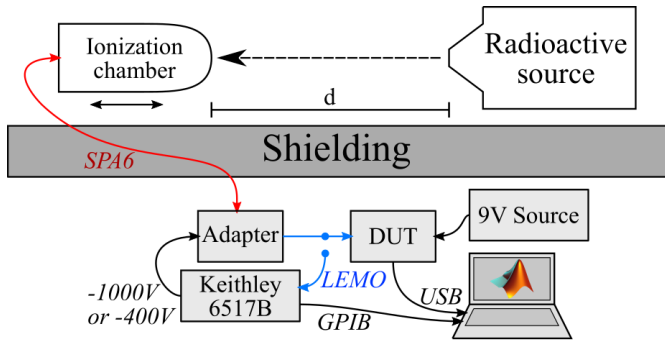 Ionization
chamber
Radioactive
source
d
Shielding
SPA6
Adapter
DUT
9V Source
LEMO
Keithley
6517B
-1000V
or -400V
USB
GPIB